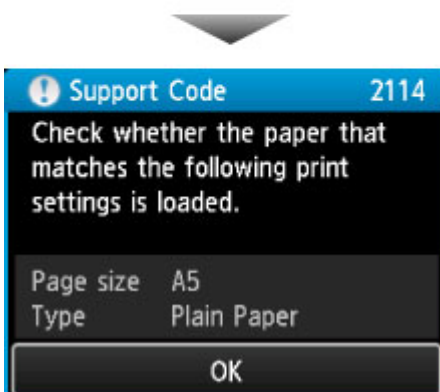 Support Code 2114
Check whether the paper that
matches the following print
settings is loaded.
Page size A5
Type Plain Paper
OK